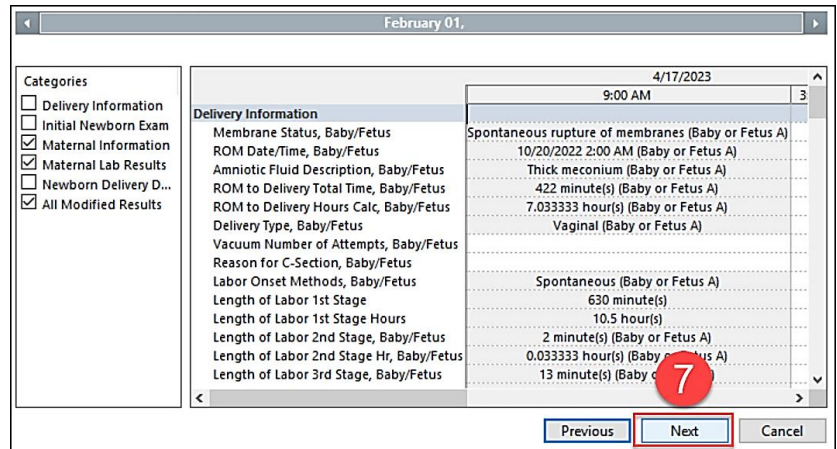 February 01,
4/17/2023
Categories
9:00 AM 3:
Delivery Information
Initial Newborn Exam
Maternal Information
Maternal Lab Results
Newborn Delivery D...
All Modified Results
Delivery Information
Membrane Status, Baby/Fetus Spontaneous rupture of membranes (Baby or Fetus A)
ROM Date/Time, Baby/Fetus 10/20/2022 2:00 AM (Baby or Fetus A)
Amniotic Fluid Description, Baby/Fetus Thick meconium (Baby or Fetus A)
ROM to Delivery Total Time, Baby/Fetus 422 minute(s) (Baby or Fetus A)
ROM to Delivery Hours Calc, Baby/Fetus 7.033333 hour(s) (Baby or Fetus A)
Delivery Type, Baby/Fetus Vaginal (Baby or Fetus A)
Vacuum Number of Attempts, Baby/Fetus
Reason for C-Section, Baby/Fetus
Labor Onset Methods, Baby/Fetus Spontaneous (Baby or Fetus A)
Length of Labor 1st Stage 630 minute(s)
Length of Labor 1st Stage Hours 10.5 hour(s)
Length of Labor 2nd Stage, Baby/Fetus 2 minute(s) (Baby or Fetus A)
Length of Labor 2nd Stage Hr, Baby/Fetus 0.033333 hour(s) (Baby us A)
Length of Labor 3rd Stage, Baby/Fetus 13 minute(s) (Baby
7
Previous Next Cancel